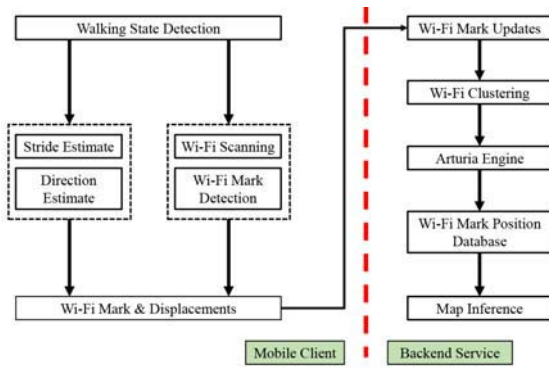 Walking State Detection
Stride Estimate
Direction
Estimate
Wi-Fi Scanning
Wi-Fi Mark
Detection
Wi-Fi Mark & Displacements
Mobile Client
Wi-Fi Mark Updates
Wi-Fi Clustering
Arturia Engine
Wi-Fi Mark Position
Database
Map Inference
Backend Service